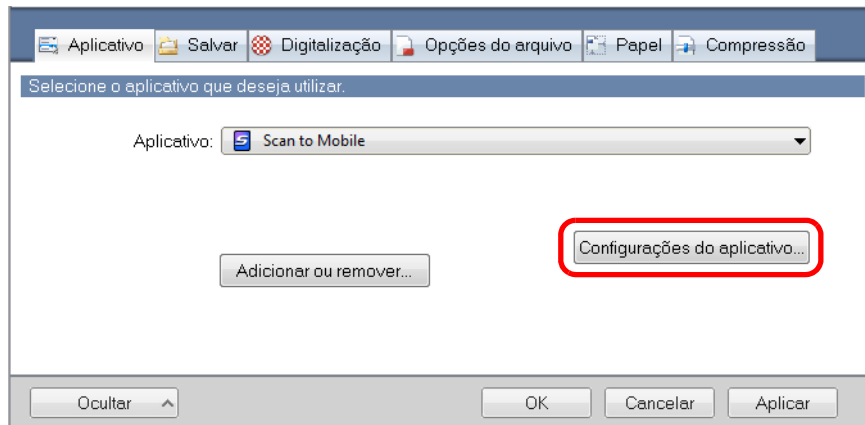 Aplicativo Salvar Digitalização Opções do arquivo Papel Compressão
Selecione o aplicativo que deseja utilizar.
Aplicativo: Scan to Mobile
Configurações do aplicativo...
Adicionar ou remover...
Ocultar OK Cancelar Aplicar